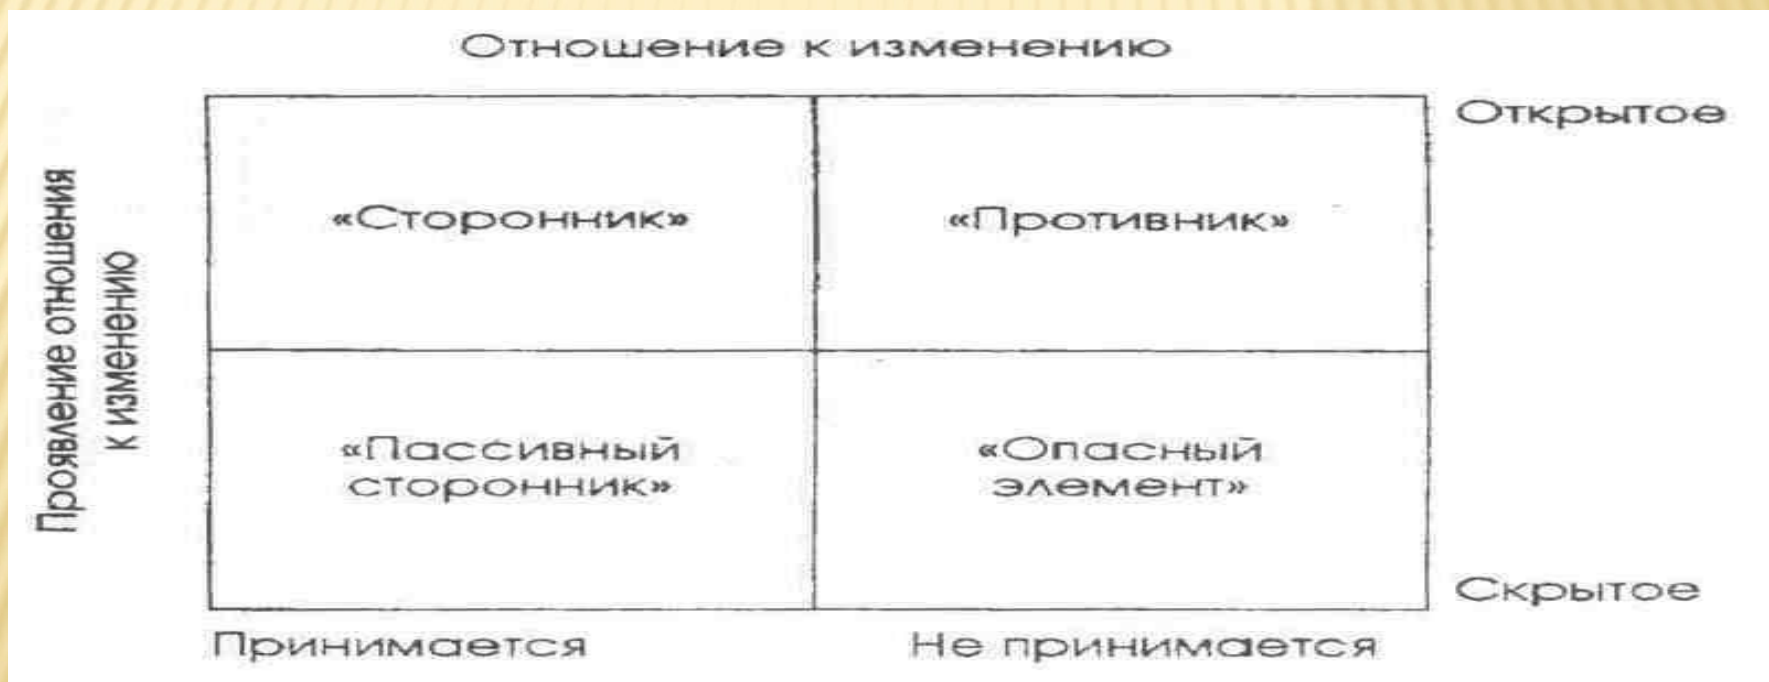 Отношение к изменению
Открытое
Проявление отношения
к изменению
«Сторонник»
«Противник»
«Пассивный
сторонник»
«Опасный
элемент»
Скрытое
Принимается
Не принимается